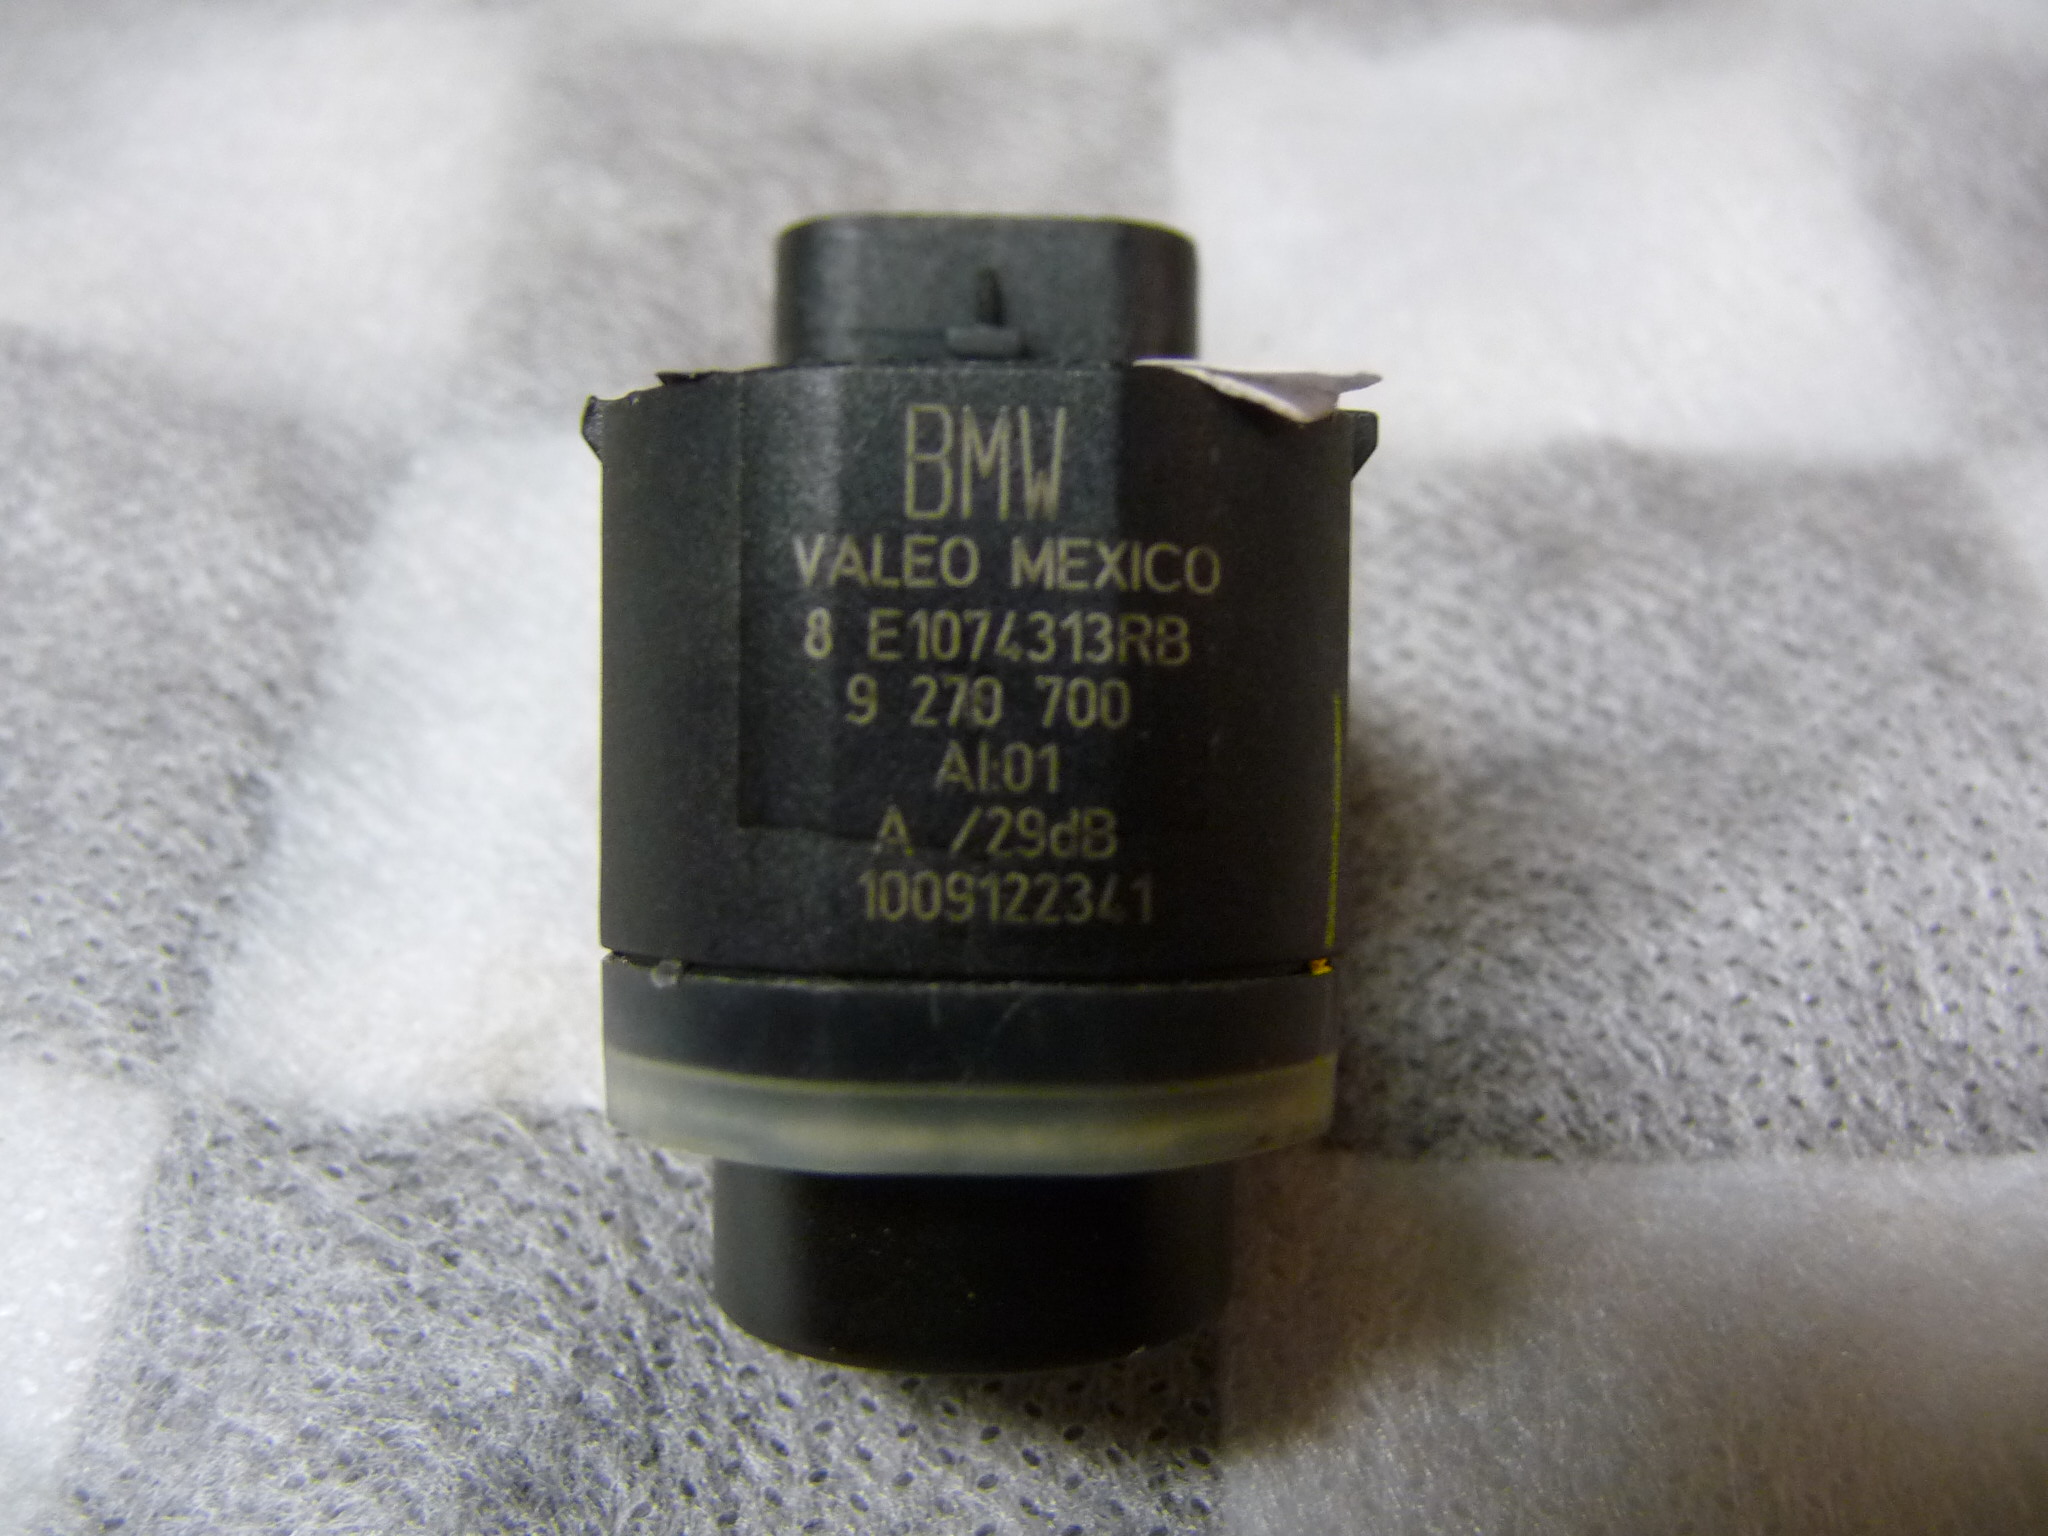 BMW
VALEO MEXICO
8 E1074313RB
9 270 700
AI:01
A /29dB
1009122341